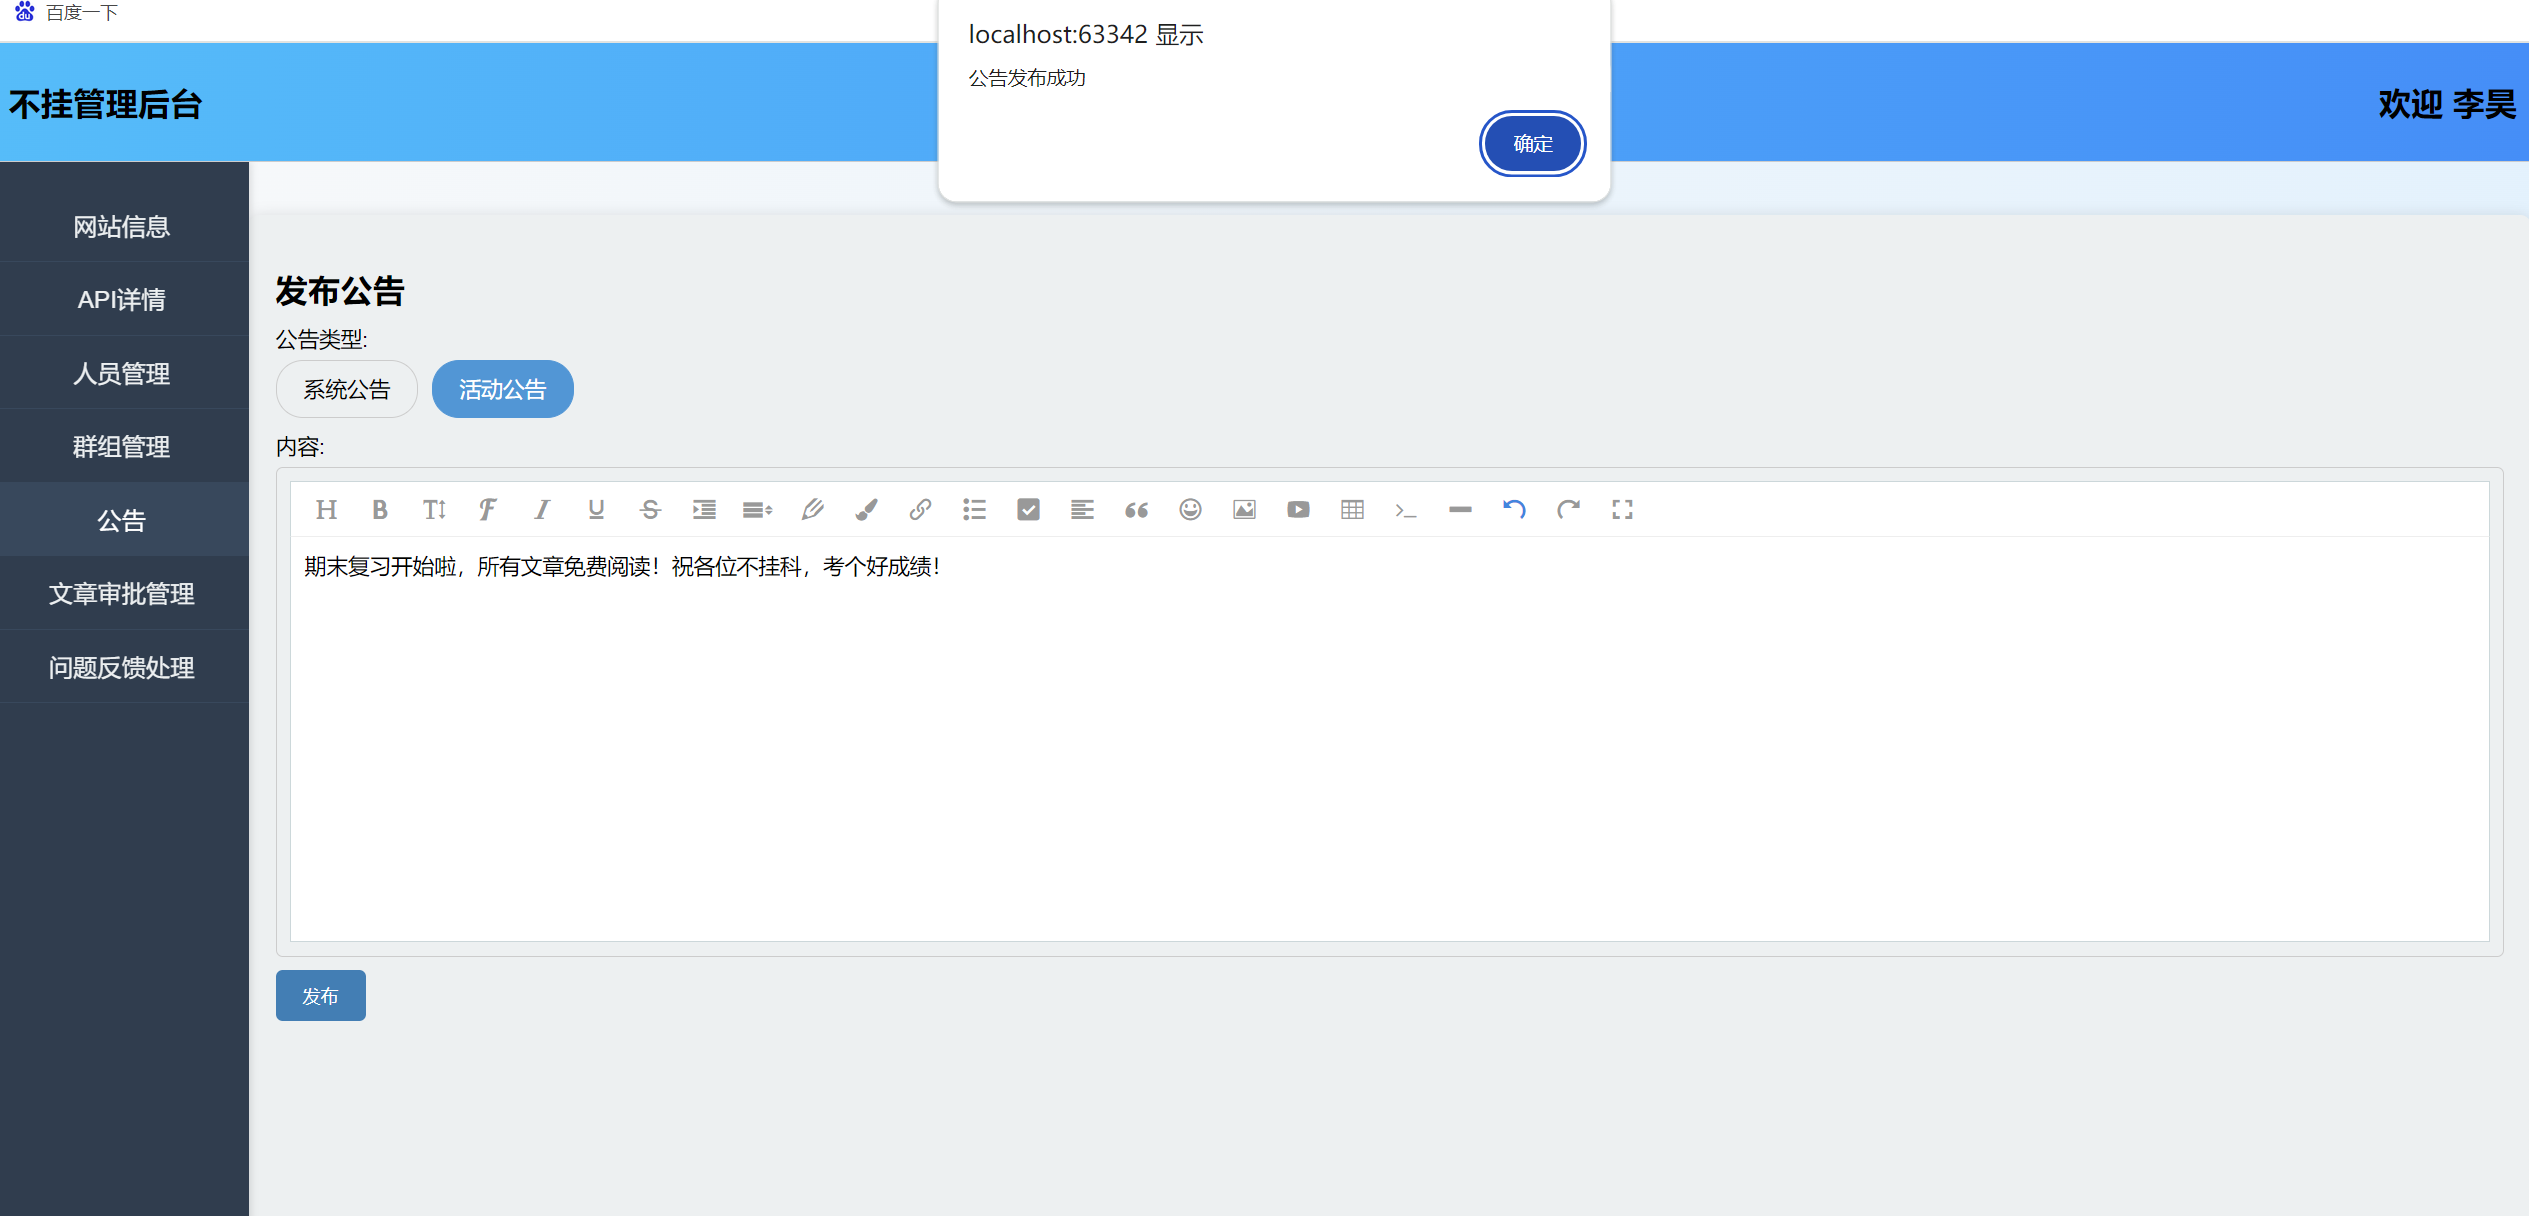 百度一下
localhost:63342 显示
公告发布成功
确定
不挂管理后台
欢迎 李昊
网站信息
API详情
人员管理
群组管理
公告
文章审批管理
问题反馈处理
发布公告
公告类型:
系统公告 活动公告
内容:
期末复习开始啦，所有文章免费阅读！祝各位不挂科，考个好成绩！
发布